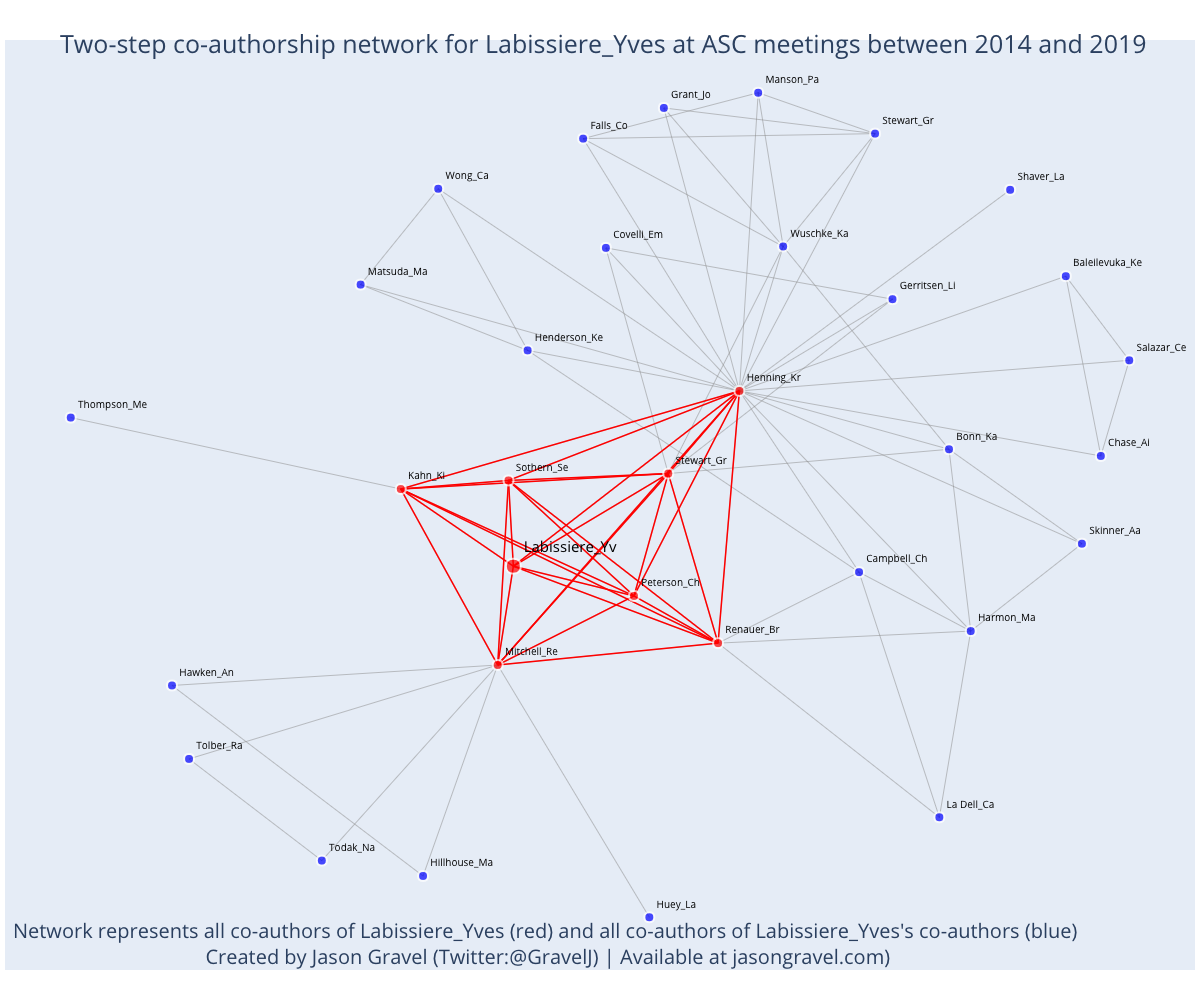 Two-step co-authorship network for Labissiere_Yves at ASC meetings between 2014 and 2019
Manson_Pa
Grant_Jo
Stewart_Gr
Falls_Co
Wong_Ca
Shaver_La
Covelli_Em
Wuschke_Ka
Baleilevuka_Ke
Matsuda_Ma
Gerritsen_Li
Henderson_Ke
Salazar_Ce
Henning_Kr
Thompson_Me
Bonn_Ka
Chase_Ai
Kahn_Ki
Sothern_Se
Stewart_Gr
Skinner_Aa
Labissiere_Yv
Campbell_Ch
Peterson_Ch
Harmon_Ma
Renauer_Br
Mitchell_Re
Hawken_An
Tolber_Ra
La Dell_Ca
Todak_Na
Hillhouse_Ma
Huey_La
Network represents all co-authors of Labissiere_Yves (red) and all co-authors of Labissiere_Yves's co-authors (blue)
Created by Jason Gravel (Twitter:@GravelJ) | Available at jasongravel.com)